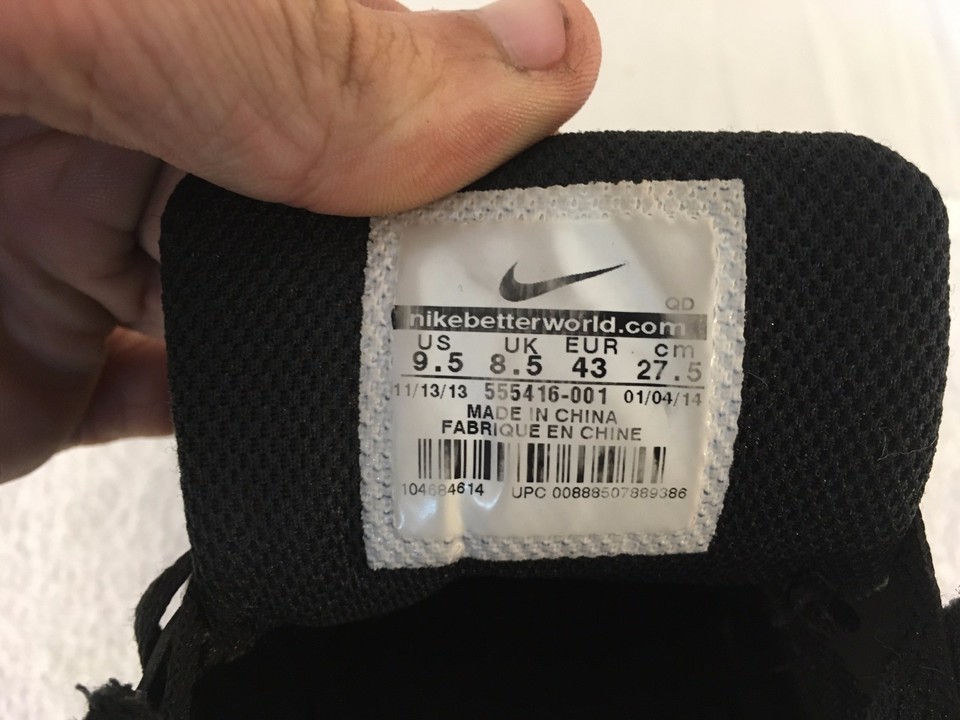 QD
nikebetterworld.com
US UK EUR cm
9.5 8.5 43 27.5
11/13/13 555416-001 01/04/14
MADE IN CHINA
FABRIQUE EN CHINE
104684614 UPC 00888507889386